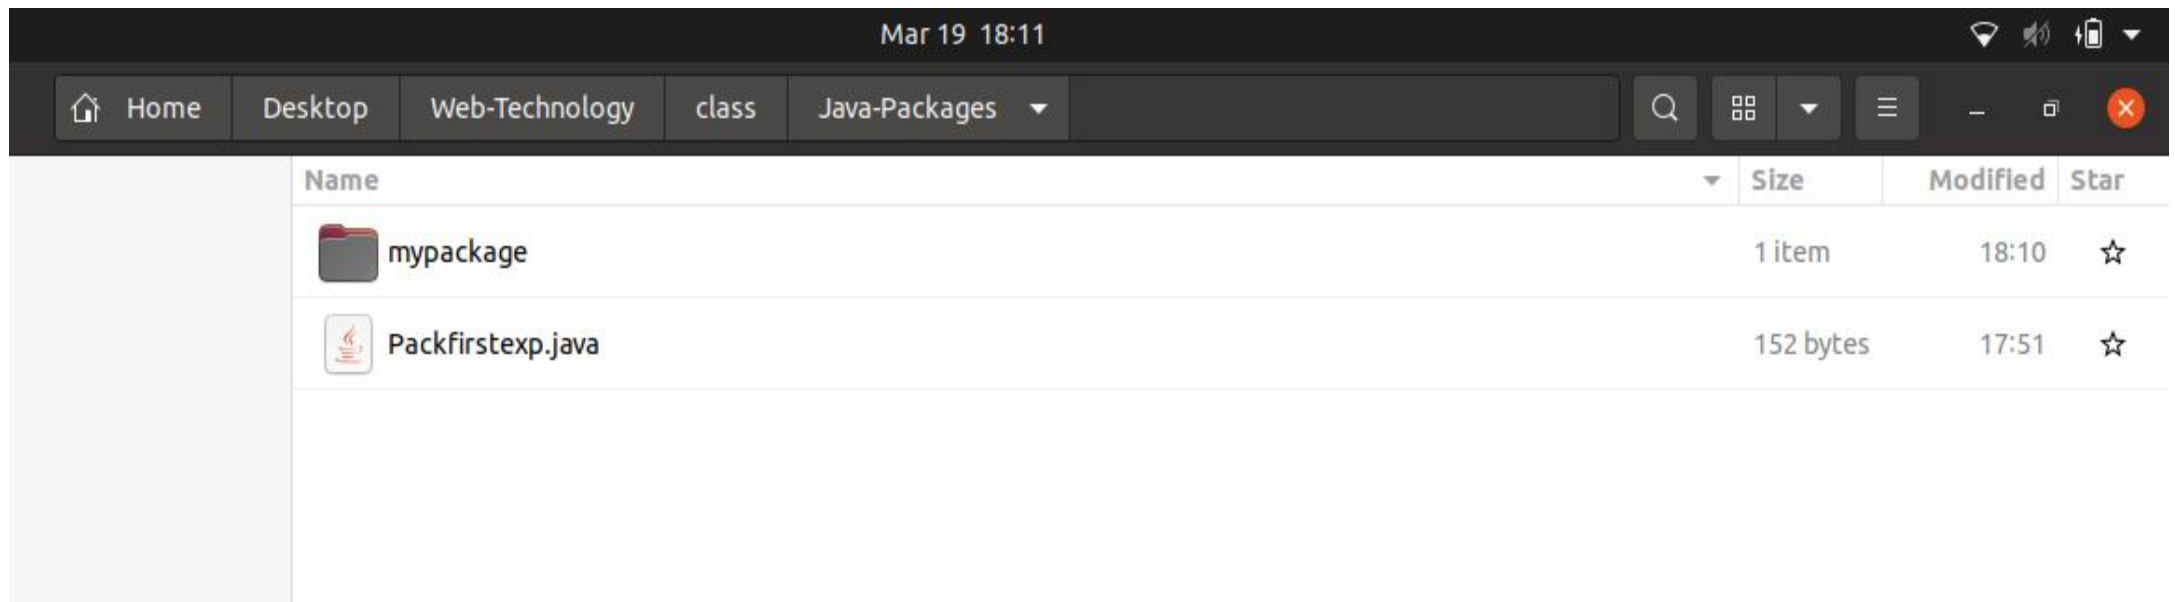 Mar 19 18:11
Home Desktop Web-Technology class Java-Packages
Name Size Modified Star
mypackage 1 item 18:10
Packfirstexp.java 152 bytes 17:51